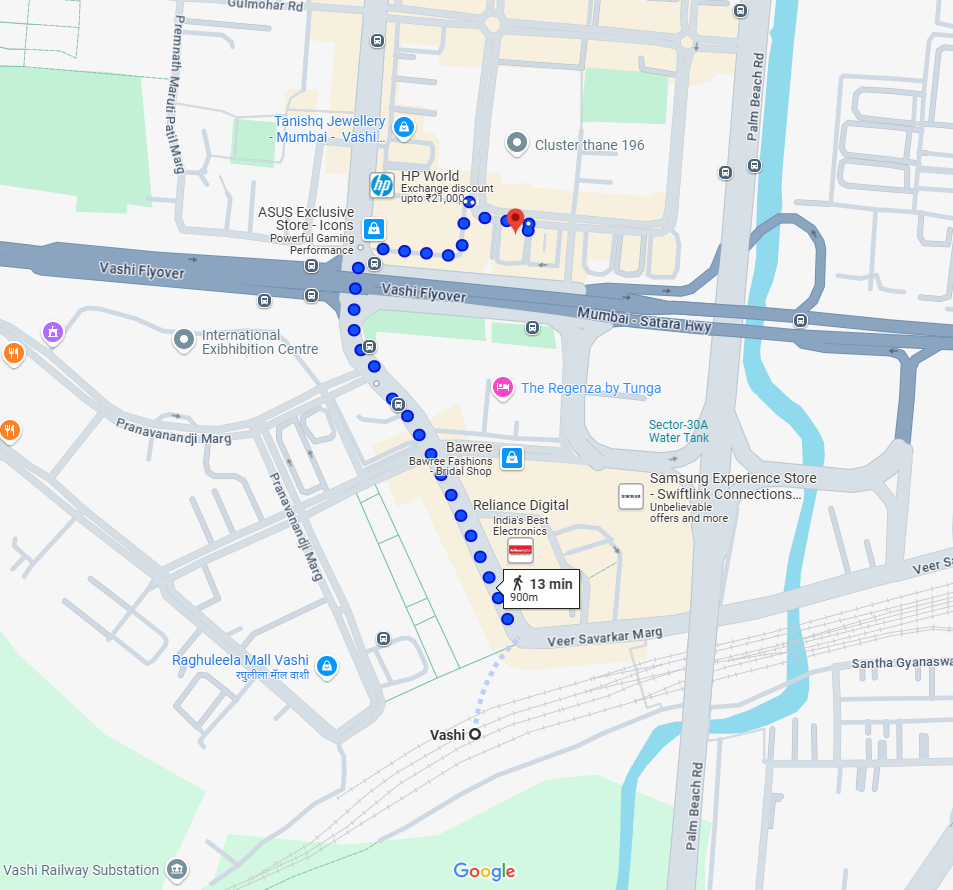 Gulmohar Rd
Premnath Maruti Patil Marg
Palm Beach Rd
Tanishq Jewellery
- Mumbai - Vashi...
Cluster thane 196
hp
HP World
Exchange discount
upto ₹21,000
ASUS Exclusive
Store - Icons
Powerful Gaming
Performance
Vashi Flyover
Vashi Flyover
Mumbai - Satara Hwy
International
Exibhibition Centre
The Regenza by Tunga
Pranavanandji Marg
Sector-30A
Water Tank
Bawree
Bawree Fashions
- Bridal Shop
Samsung Experience Store
- Swiftlink Connections...
Unbelievable
offers and more
Pranavanandji Marg
Reliance Digital
India's Best
Electronics
13 min
900m
Veer Sa
Veer Savarkar Marg
Raghuleela Mall Vashi
रघुलीला मॅाल वाशी
Santha Gyanaswa
Vashi
Palm Beach Rd
Vashi Railway Substation
Google